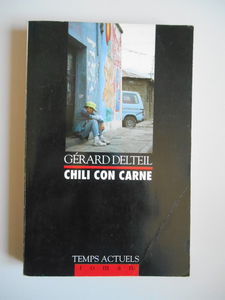 GÉRARD DELTEIL
CHILI CON CARNE
TEMPS ACTUELS
roman